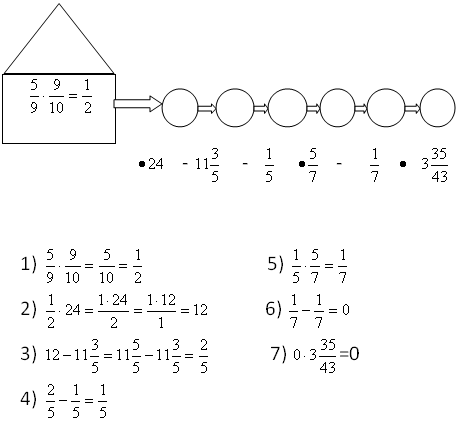 5/9 · 9/10 = 1/2
•24 - 11 3/5 - 1/5 •5/7 - 1/7 • 3 35/43
1) 5/9 · 9/10 = 5/10 = 1/2
2) 1/2 · 24 = 1·24/2 = 1·12/1 = 12
3) 12 − 11 3/5 = 11 5/5 − 11 3/5 = 2/5
4) 2/5 − 1/5 = 1/5
5) 1/5 · 5/7 = 1/7
6) 1/7 − 1/7 = 0
7) 0 · 3 35/43 =0